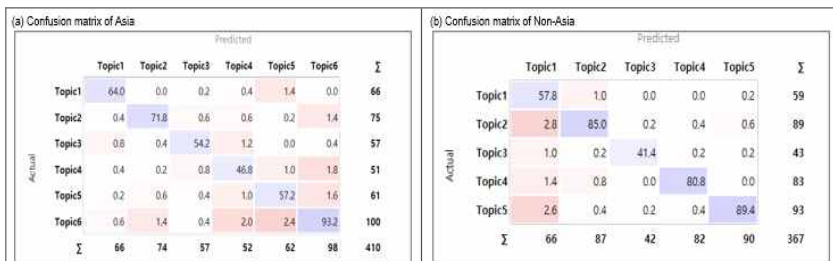 (a) Confusion matrix of Asia
Predicted
Topic1 Topic2 Topic3 Topic4 Topic5 Topic6 Σ
Topic1 64.0 0.0 0.2 0.4 1.4 0.0 66
Topic2 0.4 71.8 0.6 0.6 0.2 1.4 75
Topic3 0.8 0.4 54.2 1.2 0.0 0.4 57
Topic4 0.4 0.2 0.8 46.8 1.0 1.8 51
Topic5 0.2 0.6 0.4 1.0 57.2 1.6 61
Topic6 0.6 1.4 0.4 2.0 2.4 93.2 100
Σ 66 74 57 52 62 98 410
Actual
(b) Confusion matrix of Non-Asia
Predicted
Topic1 Topic2 Topic3 Topic4 Topic5 Σ
Topic1 57.8 1.0 0.0 0.0 0.2 59
Topic2 2.8 85.0 0.2 0.4 0.6 89
Topic3 1.0 0.2 41.4 0.2 0.2 43
Topic4 1.4 0.8 0.0 80.8 0.0 83
Topic5 2.6 0.4 0.2 0.4 89.4 93
Σ 66 87 42 82 90 367
Actual